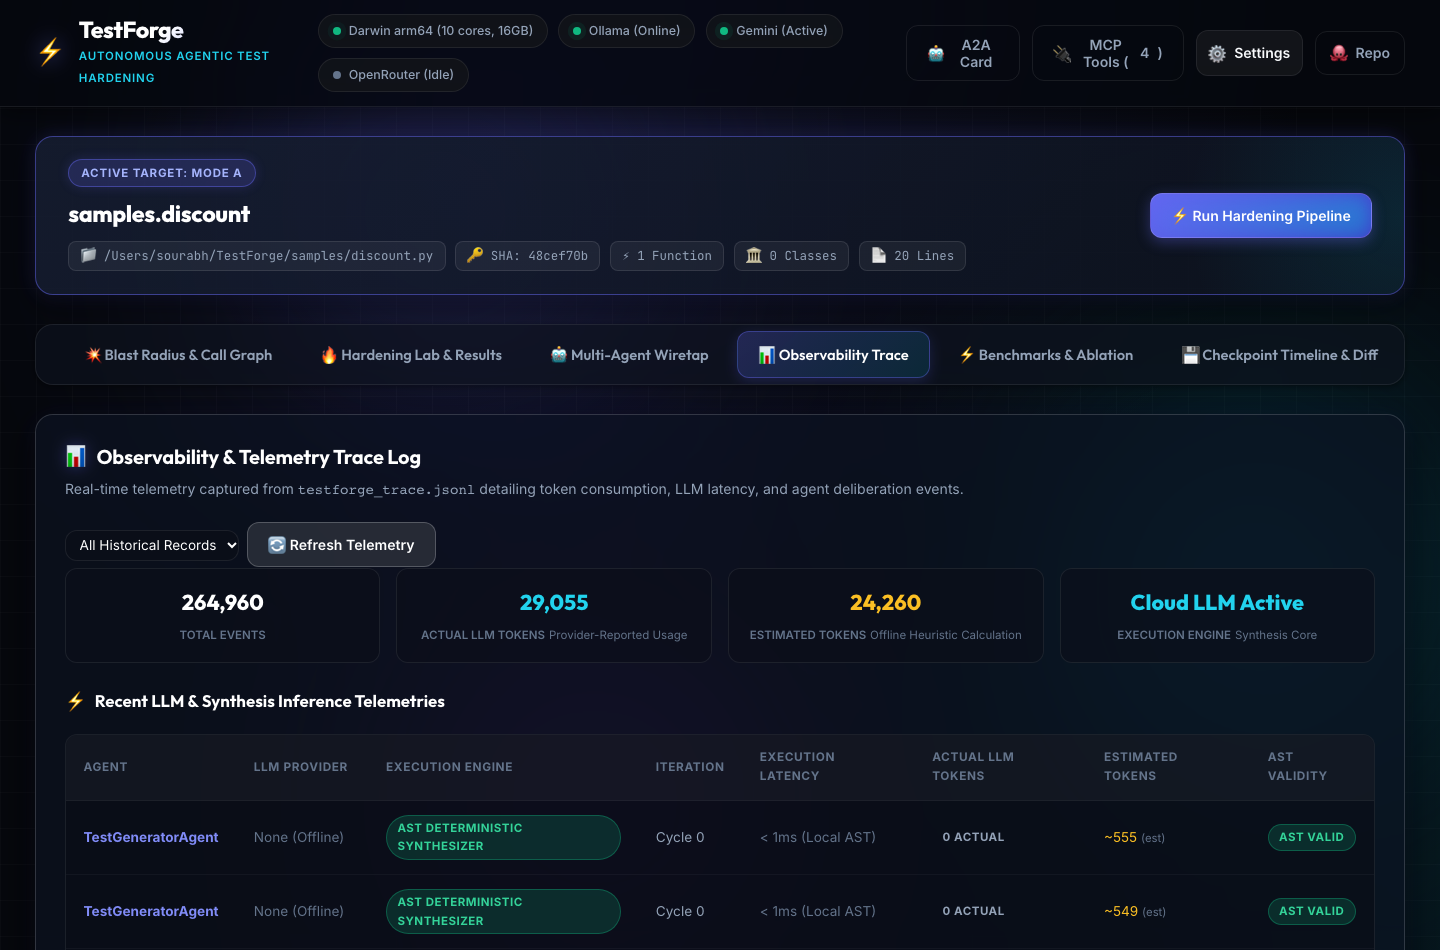 TestForge
AUTONOMOUS AGENTIC TEST
HARDENING
Darwin arm64 (10 cores, 16GB)
Ollama (Online)
Gemini (Active)
OpenRouter (Idle)
A2A
Card
MCP
Tools ( 4 )
Settings
Repo
ACTIVE TARGET: MODE A
samples.discount
/Users/sourabh/TestForge/samples/discount.py
SHA: 48cef70b
⚡ 1 Function
0 Classes
20 Lines
Run Hardening Pipeline
Blast Radius & Call Graph
Hardening Lab & Results
Multi-Agent Wiretap
Observability Trace
Benchmarks & Ablation
Checkpoint Timeline & Diff
Observability & Telemetry Trace Log
Real-time telemetry captured from testforge_trace.jsonl detailing token consumption, LLM latency, and agent deliberation events.
All Historical Records
Refresh Telemetry
264,960
TOTAL EVENTS
29,055
ACTUAL LLM TOKENS Provider-Reported Usage
24,260
ESTIMATED TOKENS Offline Heuristic Calculation
Cloud LLM Active
EXECUTION ENGINE Synthesis Core
Recent LLM & Synthesis Inference Telemetries
AGENT
LLM PROVIDER
EXECUTION ENGINE
ITERATION
EXECUTION
LATENCY
ACTUAL LLM
TOKENS
ESTIMATED
TOKENS
AST
VALIDITY
TestGeneratorAgent
None (Offline)
AST DETERMINISTIC
SYNTHESIZER
Cycle 0
< 1ms (Local AST)
0 ACTUAL
~555 (est)
AST VALID
TestGeneratorAgent
None (Offline)
AST DETERMINISTIC
SYNTHESIZER
Cycle 0
< 1ms (Local AST)
0 ACTUAL
~549 (est)
AST VALID